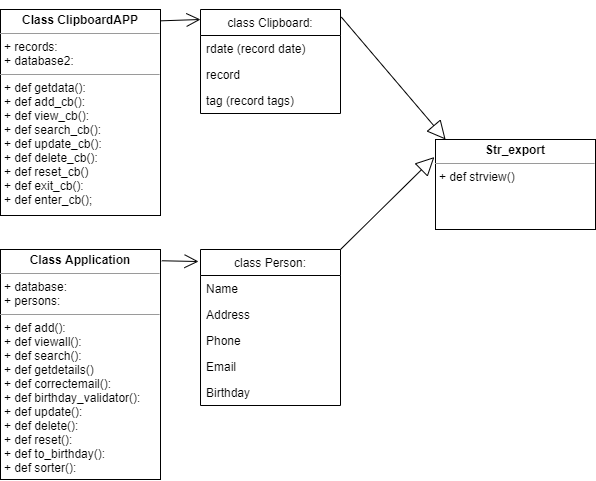 Class ClipboardAPP
+ records:
+ database2:
+ def getdata():
+ def add_cb():
+ def view_cb():
+ def search_cb():
+ def update_cb():
+ def delete_cb():
+ def reset_cb()
+ def exit_cb():
+ def enter_cb();
class Clipboard:
rdate (record date)
record
tag (record tags)
Str_export
+ def strview()
Class Application
+ database:
+ persons:
+ def add():
+ def viewall():
+ def search():
+ def getdetails()
+ def correctemail():
+ def birthday_validator():
+ def update():
+ def delete():
+ def reset():
+ def to_birthday():
+ def sorter():
class Person:
Name
Address
Phone
Email
Birthday